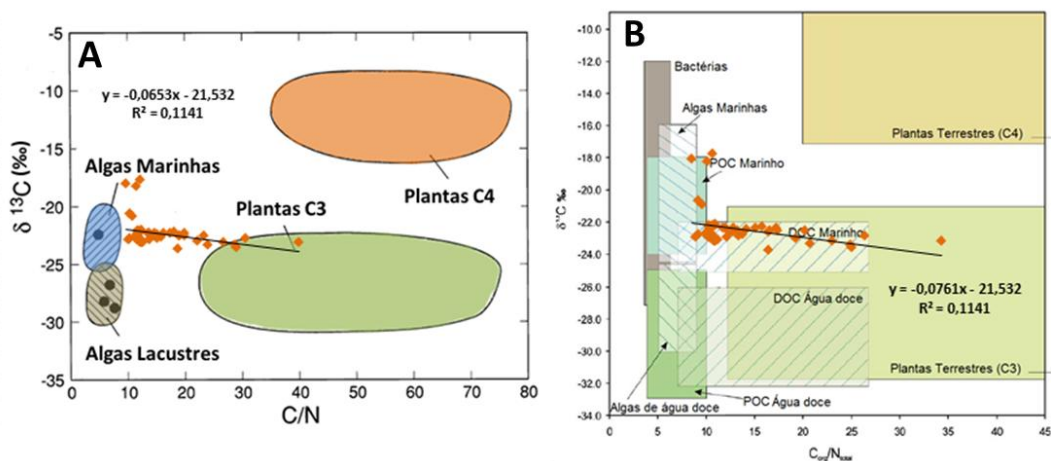 A
-5
-10
-15
-20
-25
-30
-35
δ 13C (‰)
y = -0,0653x - 21,532
R² = 0,1141
Algas Marinhas
Plantas C3
Plantas C4
Algas Lacustres
0 10 20 30 40 50 60 70 80
C/N
B
-10.0
-12.0
-14.0
-16.0
-18.0
-20.0
-22.0
-24.0
-26.0
-28.0
-30.0
-32.0
-34.0
δ¹³C ‰
Bactérias
Algas Marinhas
POC Marinho
Plantas Terrestres (C4)
DOC Marinho
DOC Água doce
y = -0,0761x - 21,532
R² = 0,1141
Plantas Terrestres (C3)
Algas de água doce
POC Água doce
0 5 10 15 20 25 30 35 40 45
Corg/Ntotal